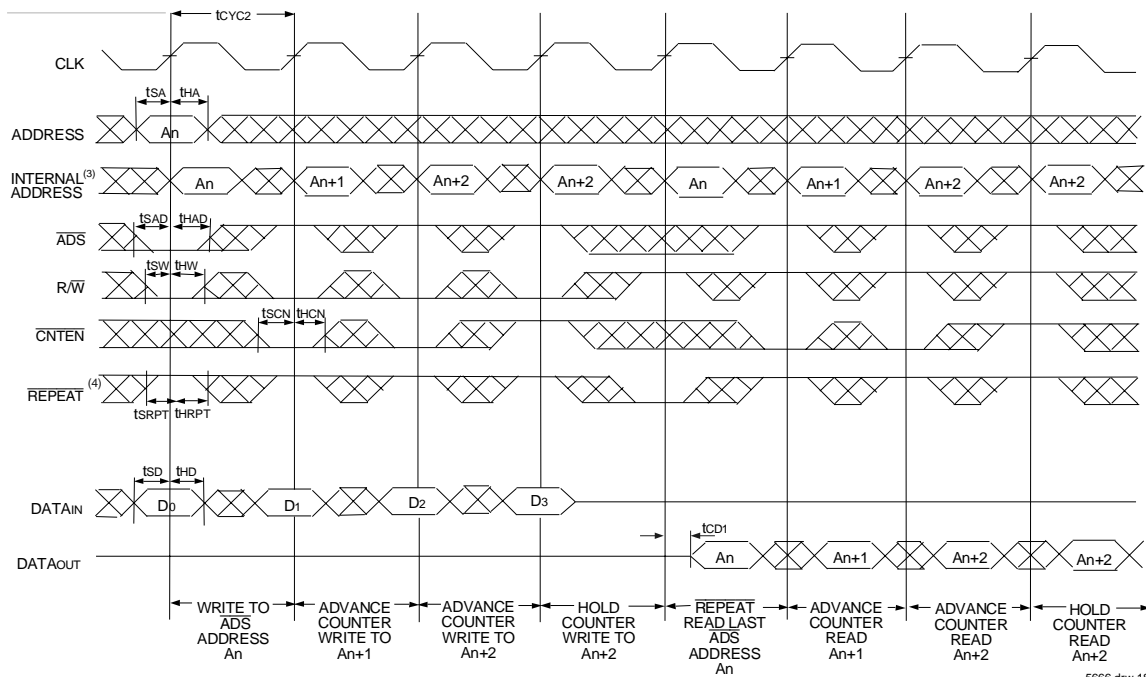 tCYC2
CLK
tSA tHA
ADDRESS An
INTERNAL(3) ADDRESS An An+1 An+2 An+2 An An+1 An+2 An+2
tSAD tHAD
ADS
tSW tHW
R/W
tSCN tHCN
CNTEN
REPEAT (4)
tSRPT tHRPT
tSD tHD
DATAIN D0 D1 D2 D3
tCD1
DATAOUT An An+1 An+2 An+2
WRITE TO ADS ADDRESS An
ADVANCE COUNTER WRITE TO An+1
ADVANCE COUNTER WRITE TO An+2
HOLD COUNTER WRITE TO An+2
REPEAT READ LAST ADS ADDRESS An
ADVANCE COUNTER READ An+1
ADVANCE COUNTER READ An+2
HOLD COUNTER READ An+2